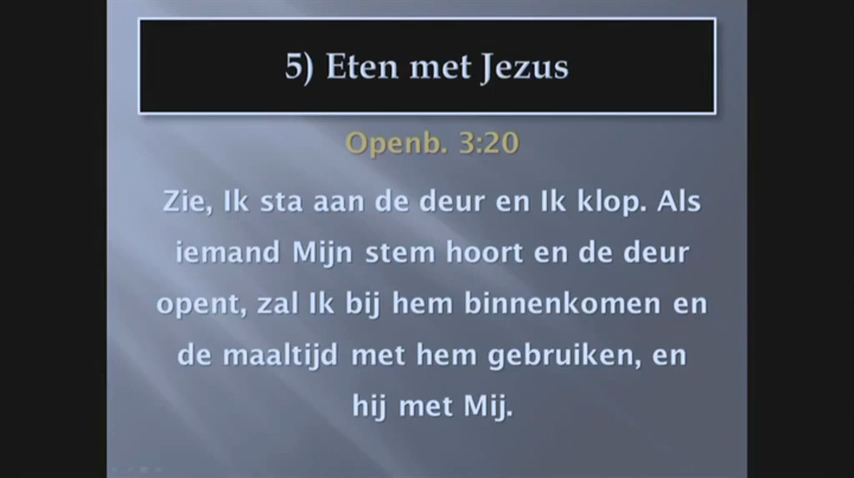 5) Eten met Jezus
Openb. 3:20
Zie, Ik sta aan de deur en Ik klop. Als
iemand Mijn stem hoort en de deur
opent, zal Ik bij hem binnenkomen en
de maaltijd met hem gebruiken, en
hij met Mij.